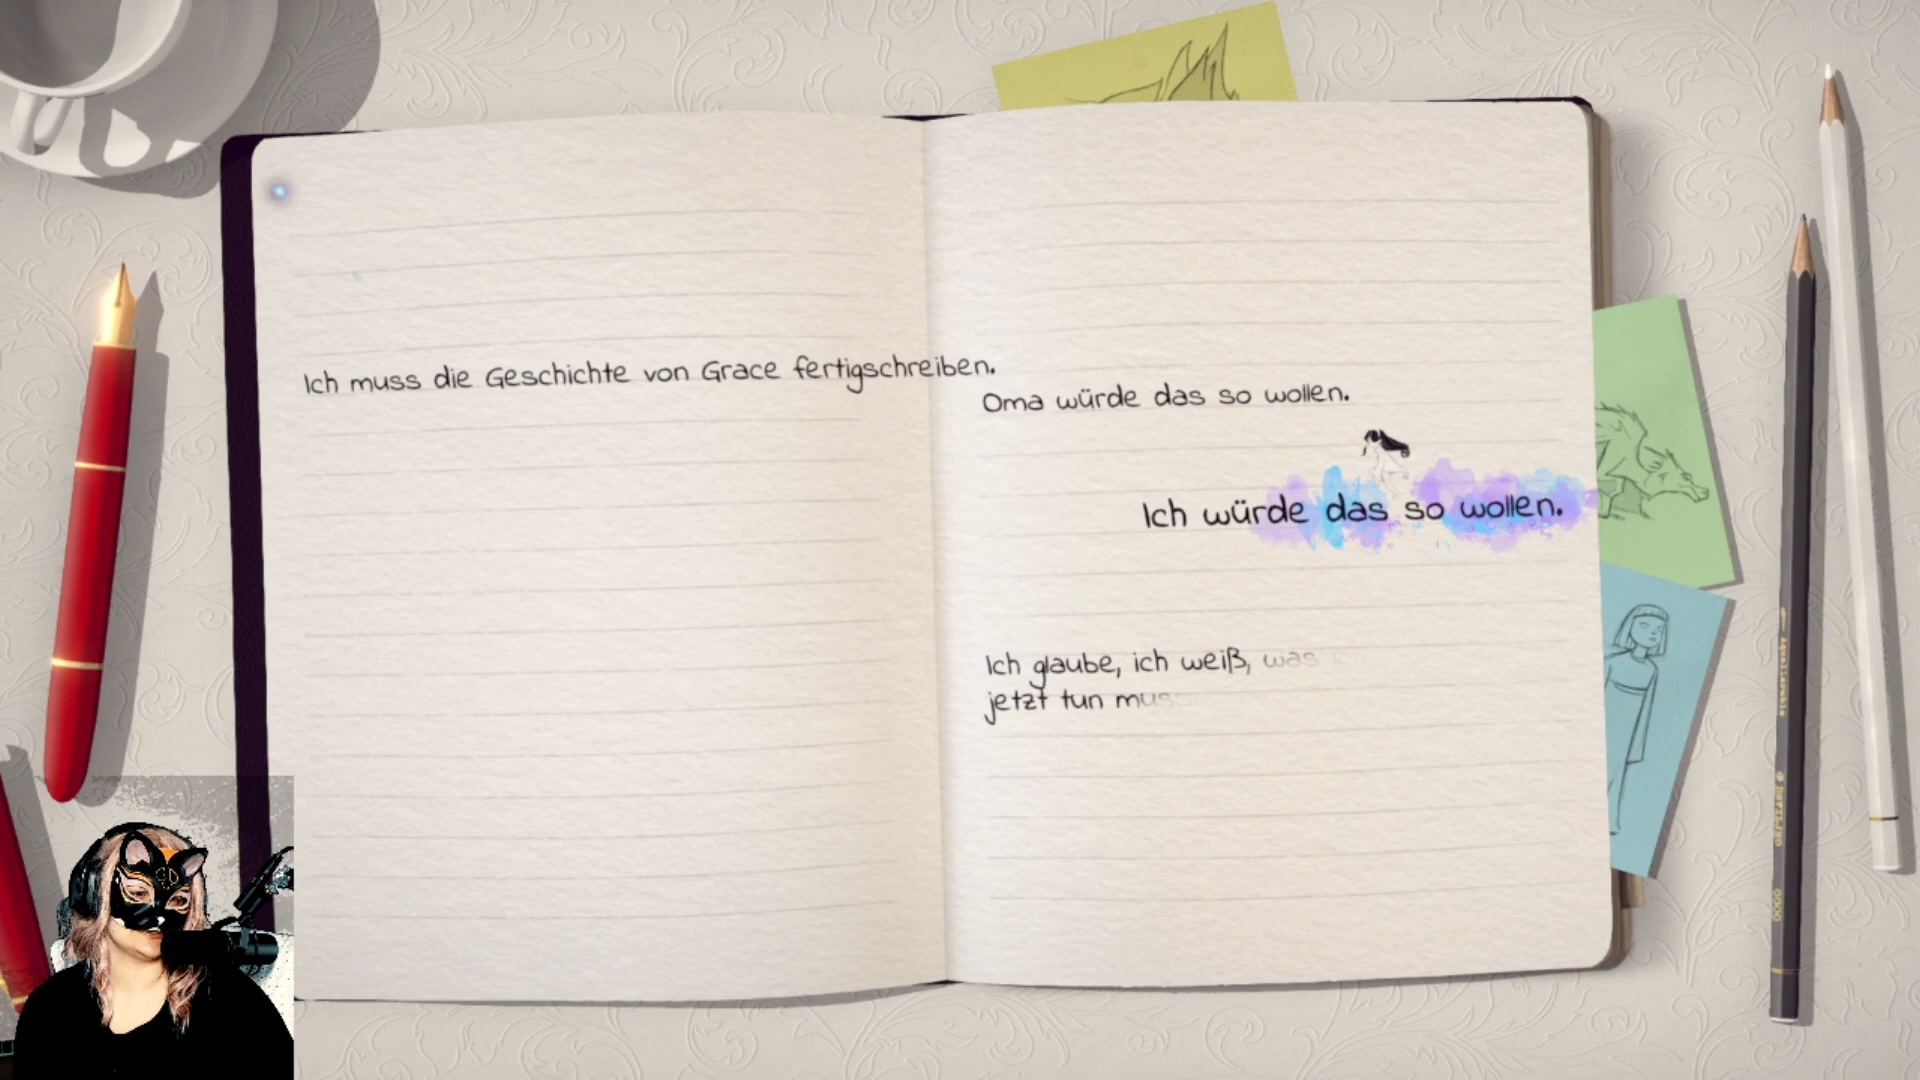 Ich muss die Geschichte von Grace fertigschreiben.
Oma würde das so wollen.
Ich würde das so wollen.
Ich glaube, ich weiß, was
jetzt tun muss